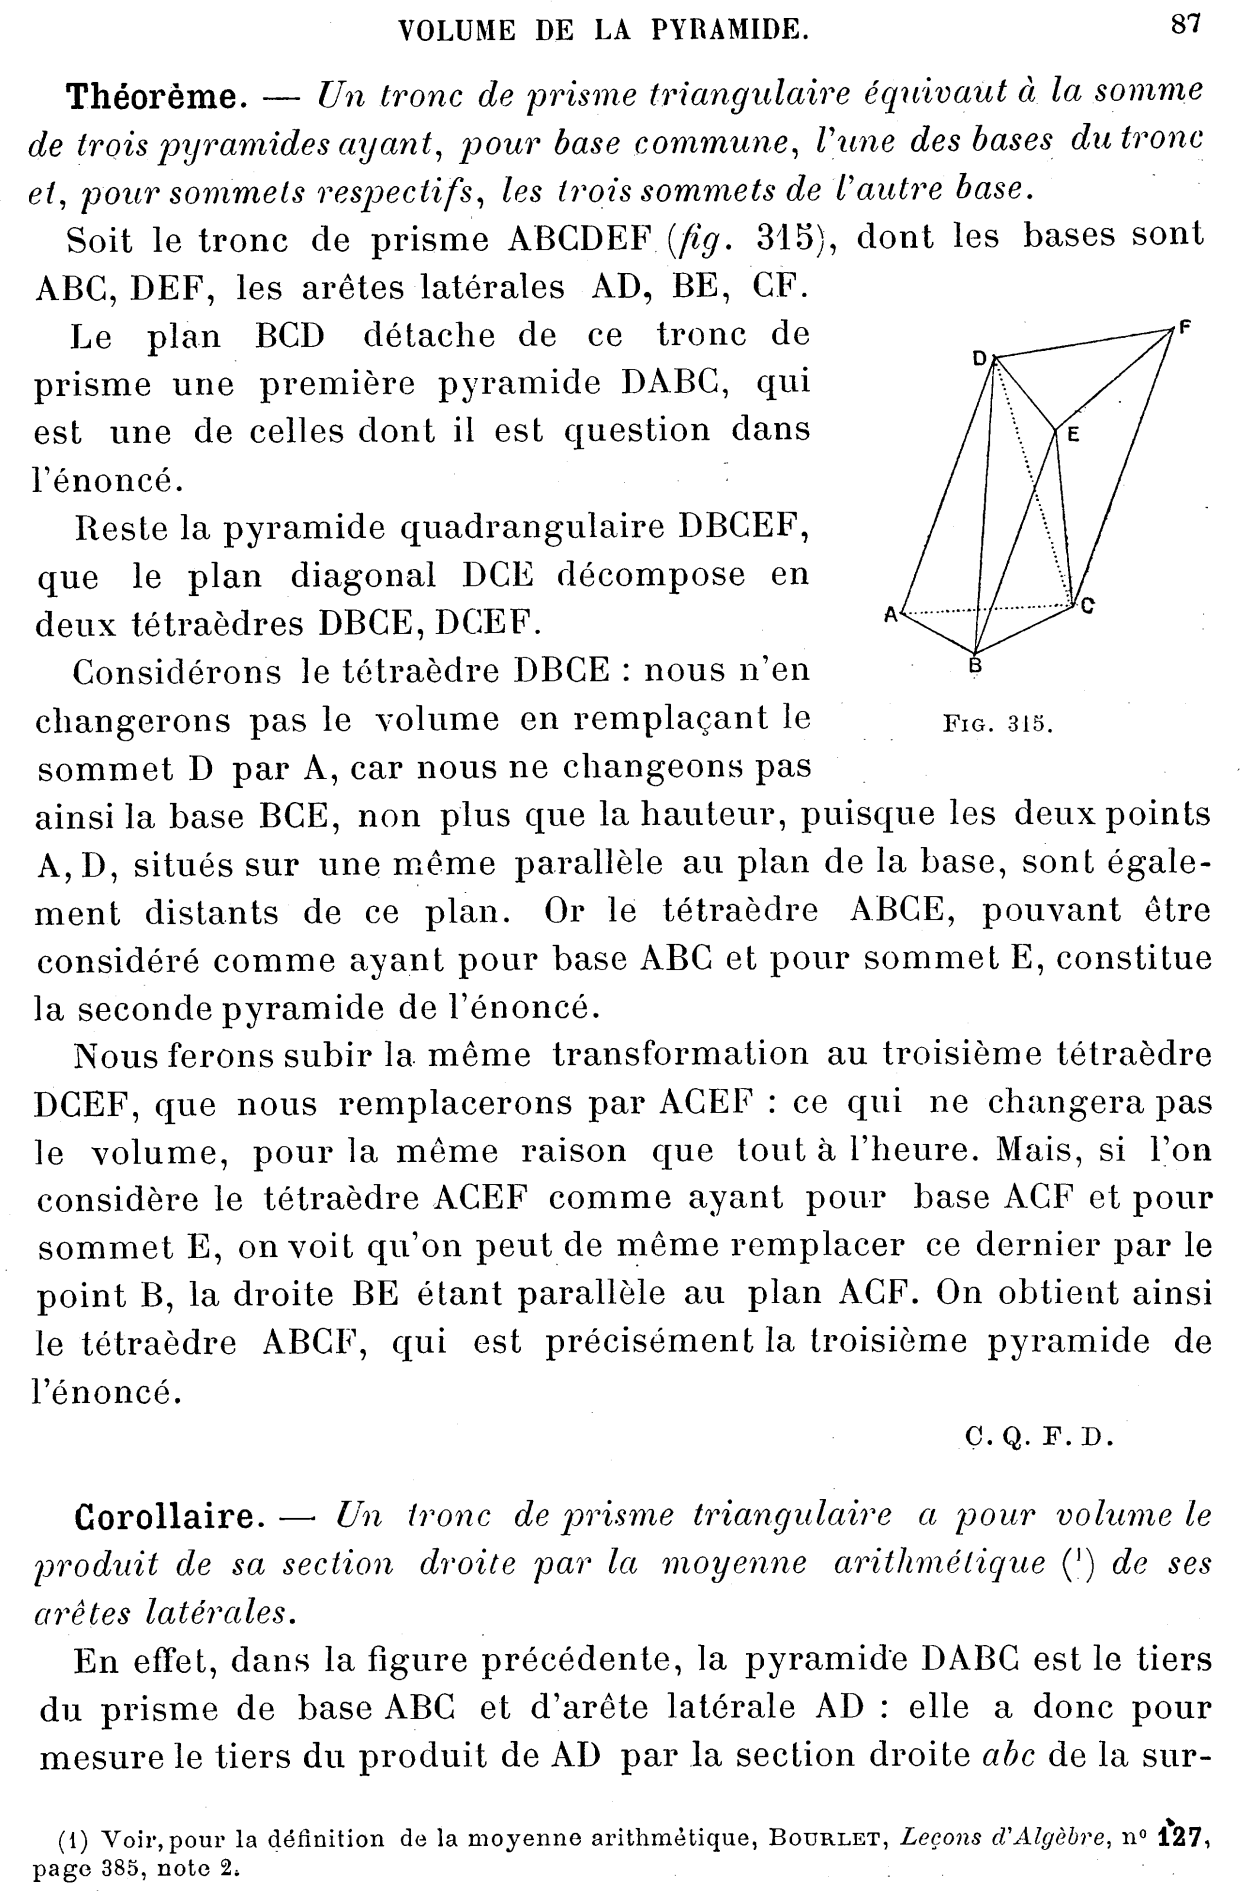 VOLUME DE LA PYRAMIDE. 87
Théorème. — Un tronc de prisme triangulaire équivaut à la somme
de trois pyramides ayant, pour base commune, l'une des bases du tronc
et, pour sommets respectifs, les trois sommets de l'autre base.
Soit le tronc de prisme ABCDEF (fig. 315), dont les bases sont
ABC, DEF, les arêtes latérales AD, BE, CF.
Le plan BCD détache de ce tronc de
prisme une première pyramide DABC, qui
est une de celles dont il est question dans
l'énoncé.
Reste la pyramide quadrangulaire DBCEF,
que le plan diagonal DCE décompose en
deux tétraèdres DBCE, DCEF.
Considérons le tétraèdre DBCE : nous n'en
changerons pas le volume en remplaçant le
sommet D par A, car nous ne changeons pas
F
D
E
A
C
B
FIG. 315.
ainsi la base BCE, non plus que la hauteur, puisque les deux points
A, D, situés sur une même parallèle au plan de la base, sont égale-
ment distants de ce plan. Or le tétraèdre ABCE, pouvant être
considéré comme ayant pour base ABC et pour sommet E, constitue
la seconde pyramide de l'énoncé.
Nous ferons subir la même transformation au troisième tétraèdre
DCEF, que nous remplacerons par ACEF : ce qui ne changera pas
le volume, pour la même raison que tout à l'heure. Mais, si l'on
considère le tétraèdre ACEF comme ayant pour base ACF et pour
sommet E, on voit qu'on peut de même remplacer ce dernier par le
point B, la droite BE étant parallèle au plan ACF. On obtient ainsi
le tétraèdre ABCF, qui est précisément la troisième pyramide de
l'énoncé.
C. Q. F. D.
Corollaire. — Un tronc de prisme triangulaire a pour volume le
produit de sa section droite par la moyenne arithmétique (¹) de ses
arêtes latérales.
En effet, dans la figure précédente, la pyramide DABC est le tiers
du prisme de base ABC et d'arête latérale AD : elle a donc pour
mesure le tiers du produit de AD par la section droite abc de la sur-
(1) Voir, pour la définition de la moyenne arithmétique, BOURLET, Leçons d'Algèbre, nº 127,
page 385, note 2.